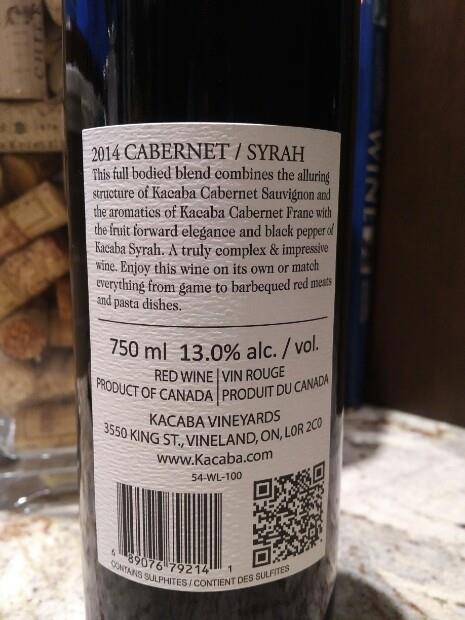 2014 CABERNET / SYRAH
This full bodied blend combines the alluring
structure of Kacaba Cabernet Sauvignon and
the aromatics of Kacaba Cabernet Franc with
the fruit forward elegance and black pepper of
Kacaba Syrah. A truly complex & impressive
wine. Enjoy this wine on its own or match
everything from game to barbequed red meats
and pasta dishes.
750 ml 13.0% alc. / vol.
RED WINE | VIN ROUGE
PRODUCT OF CANADA | PRODUIT DU CANADA
KACABA VINEYARDS
3550 KING ST., VINELAND, ON, L0R 2C0
www.Kacaba.com
54-WL-100
6 89076 79214 1
CONTAINS SULPHITES / CONTIENT DES SULFITES